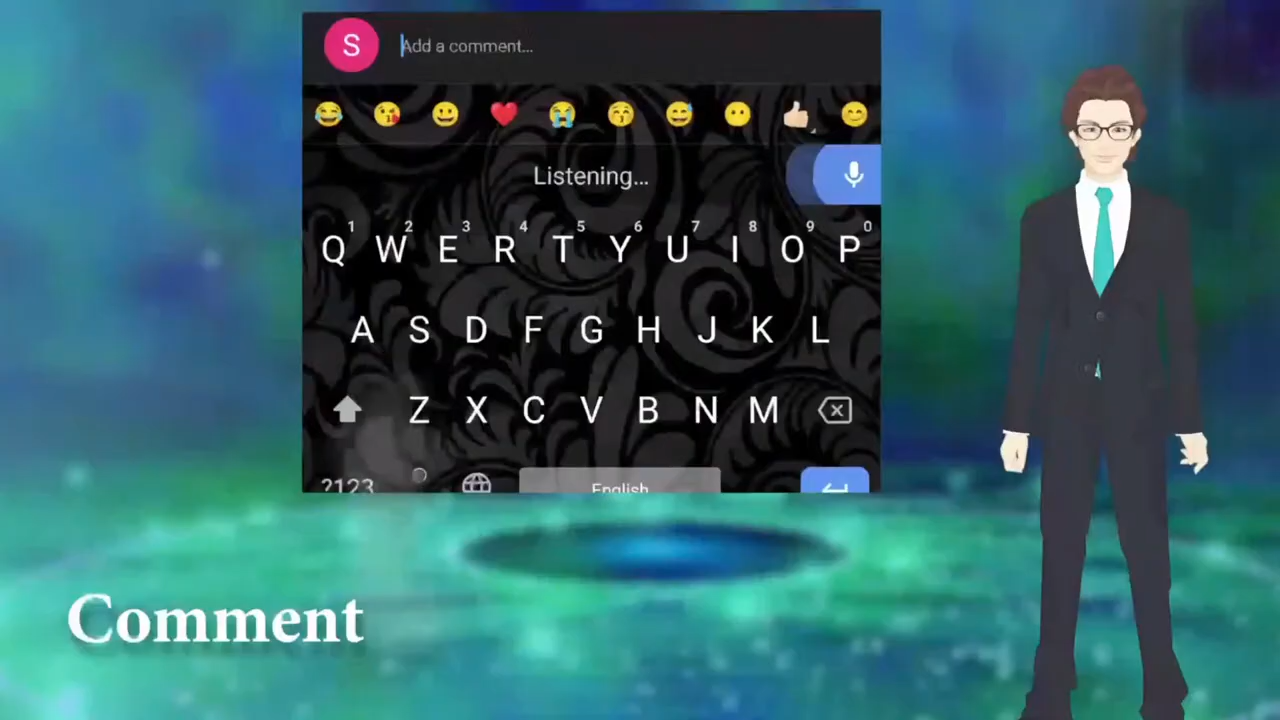 S Add a comment...
Listening...
1 2 3 4 5 6 7 8 9 0
Q W E R T Y U I O P
A S D F G H J K L
Z X C V B N M
?123 English
Comment